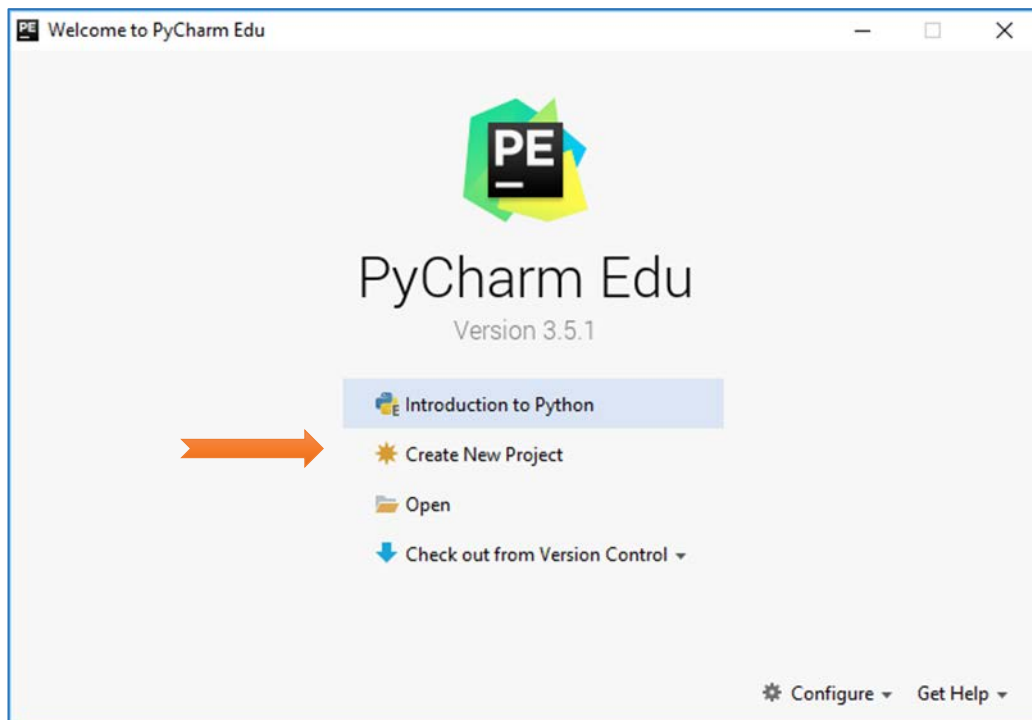 PE Welcome to PyCharm Edu
PE
PyCharm Edu
Version 3.5.1
E Introduction to Python
Create New Project
Open
Check out from Version Control
Configure Get Help